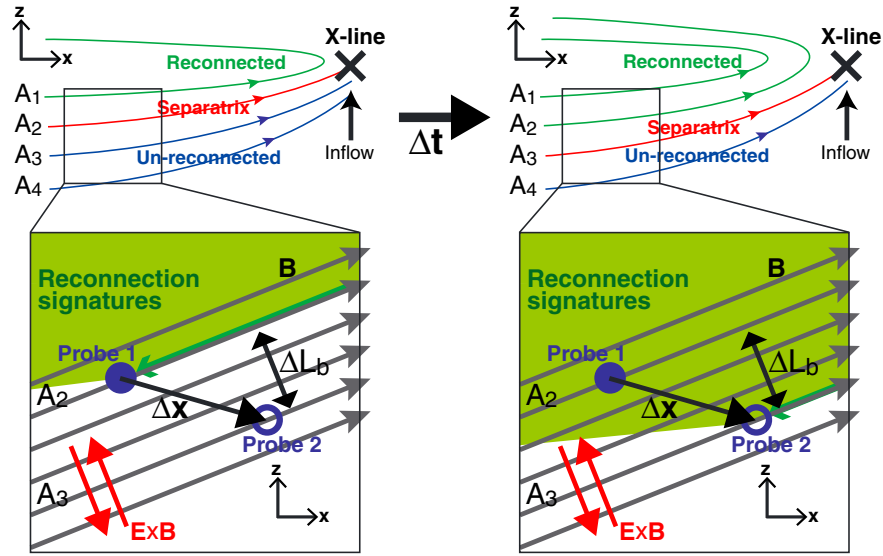 z
x
X-line
Reconnected
A1
Separatrix
A2
A3
Un-reconnected
Inflow
A4
Δt
z
x
X-line
Reconnected
A1
A2
Separatrix
A3
Un-reconnected
Inflow
A4
B
Reconnection
signatures
Probe 1
A2
ΔLb
Δx
Probe 2
A3
z
x
ExB
B
Reconnection
signatures
Probe 1
A2
ΔLb
Δx
Probe 2
A3
z
x
ExB